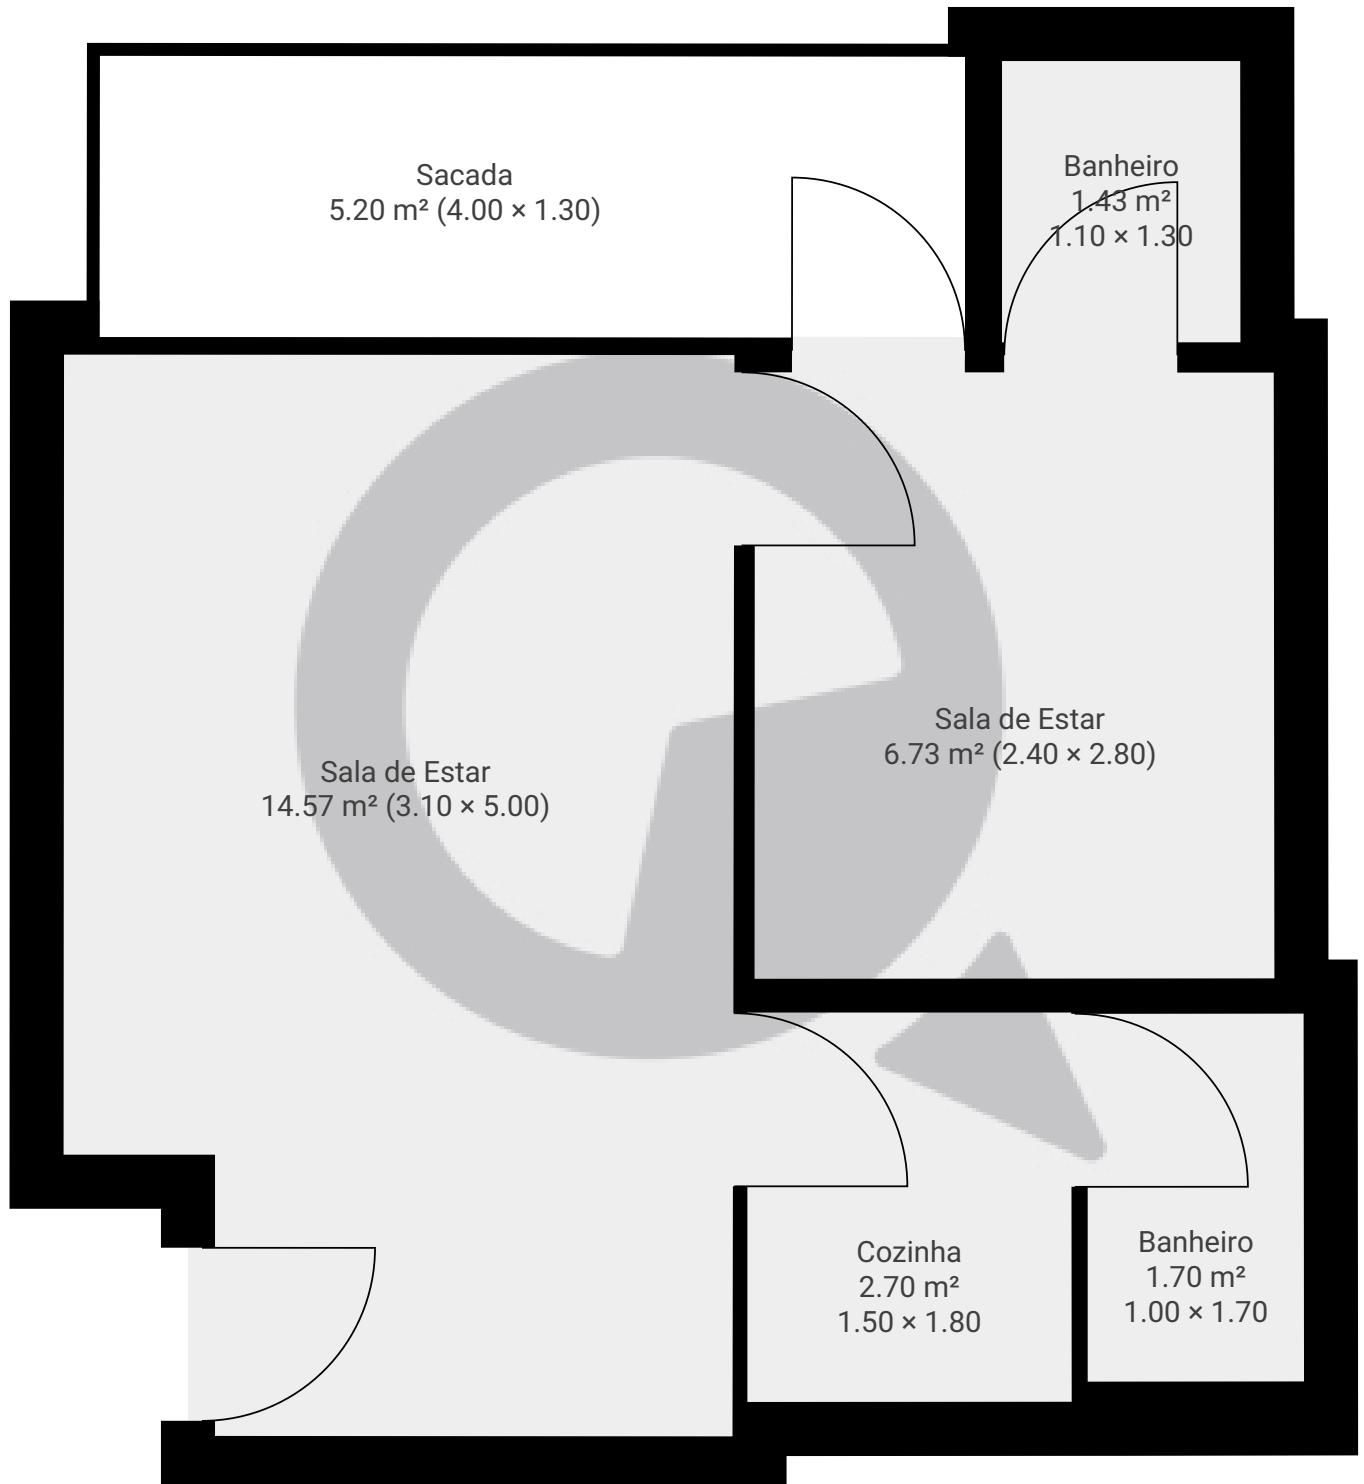 Sacada
5.20 m² (4.00 × 1.30)
Banheiro
1.43 m²
1.10 × 1.30
Sala de Estar
6.73 m² (2.40 × 2.80)
Sala de Estar
14.57 m² (3.10 × 5.00)
Cozinha
2.70 m²
1.50 × 1.80
Banheiro
1.70 m²
1.00 × 1.70